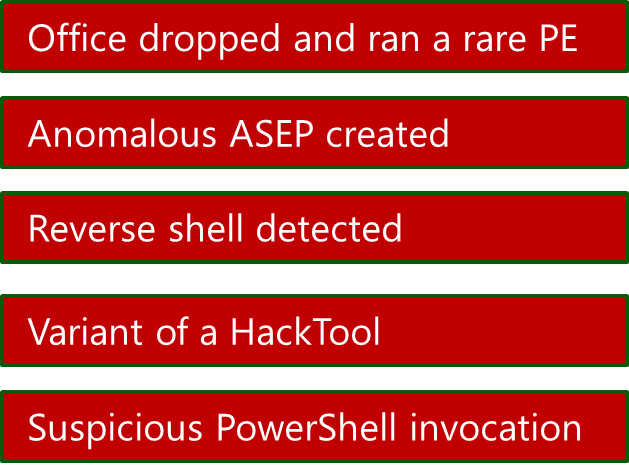 Office dropped and ran a rare PE
Anomalous ASEP created
Reverse shell detected
Variant of a HackTool
Suspicious PowerShell invocation